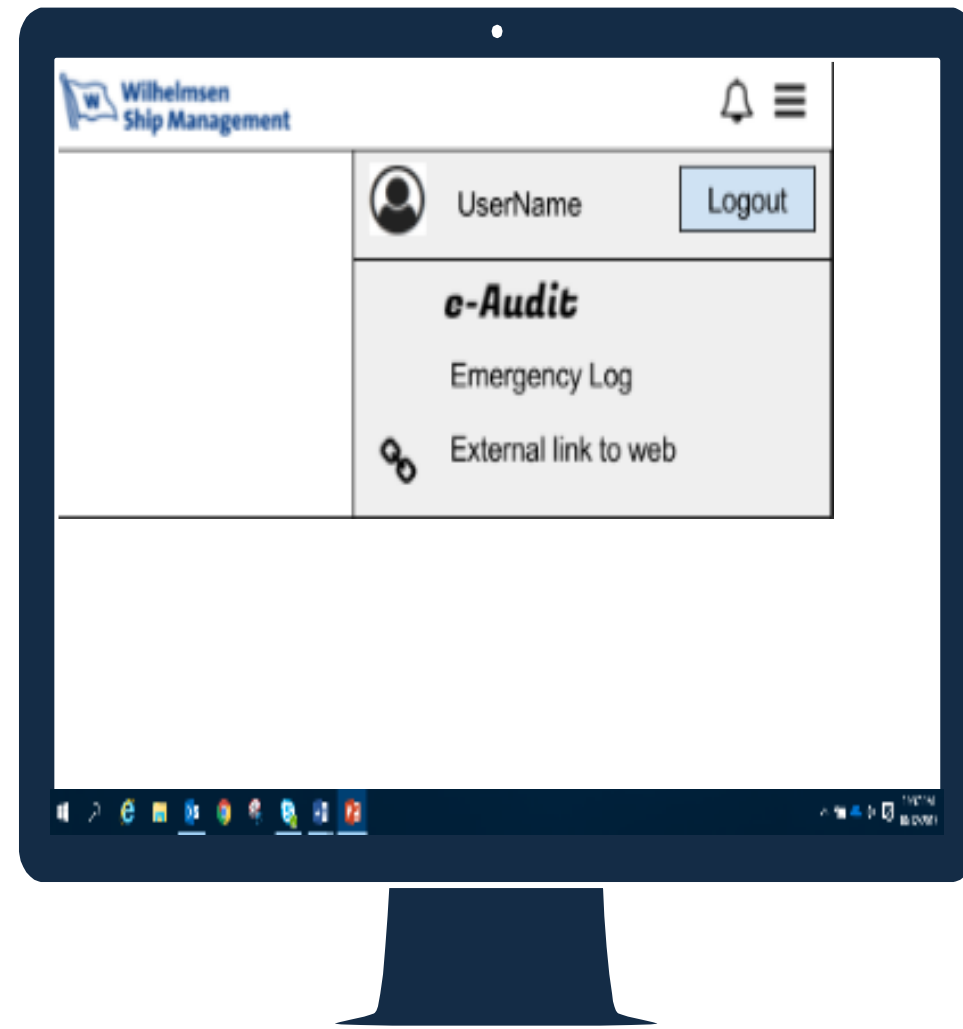 Wilhelmsen
Ship Management
UserName
Logout
e-Audit
Emergency Log
External link to web